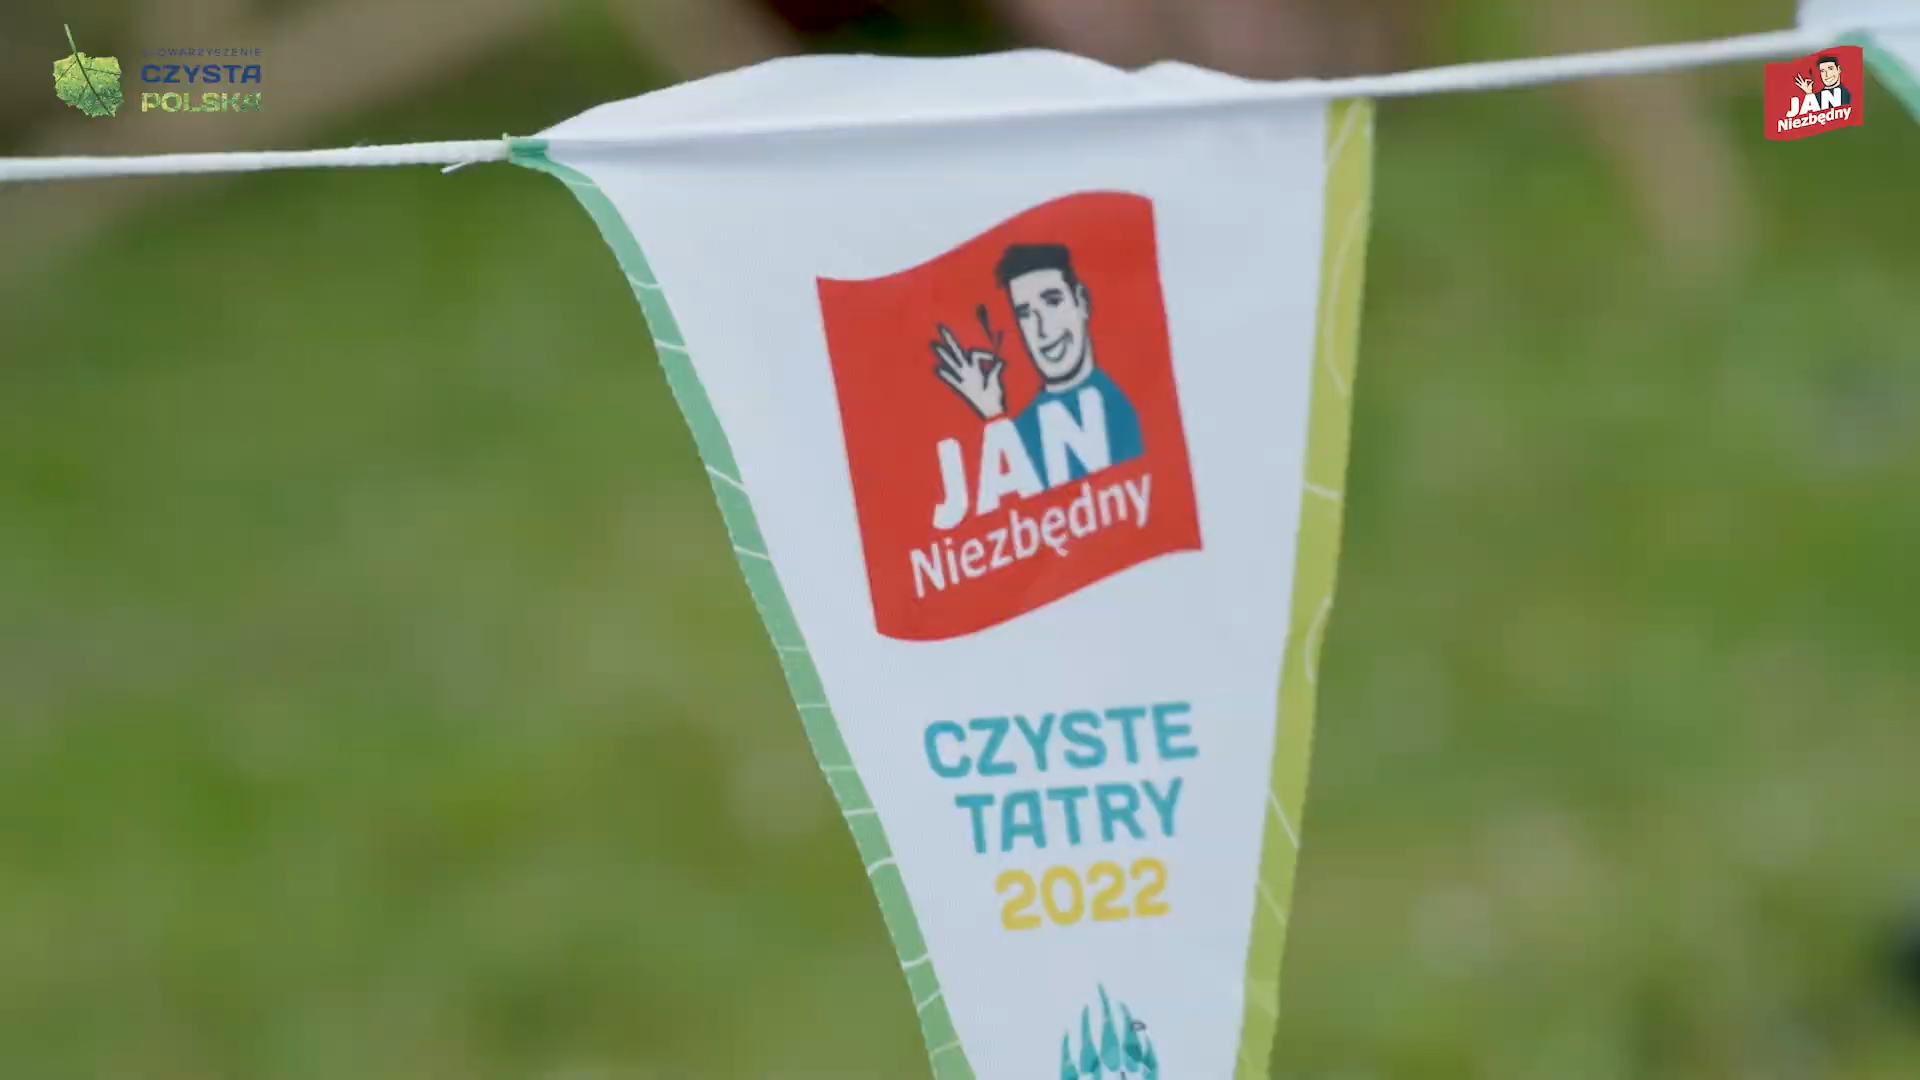 STOWARZYSZENIE
CZYSTA
POLSKA
JAN
Niezbędny
JAN
Niezbędny
CZYSTE
TATRY
2022